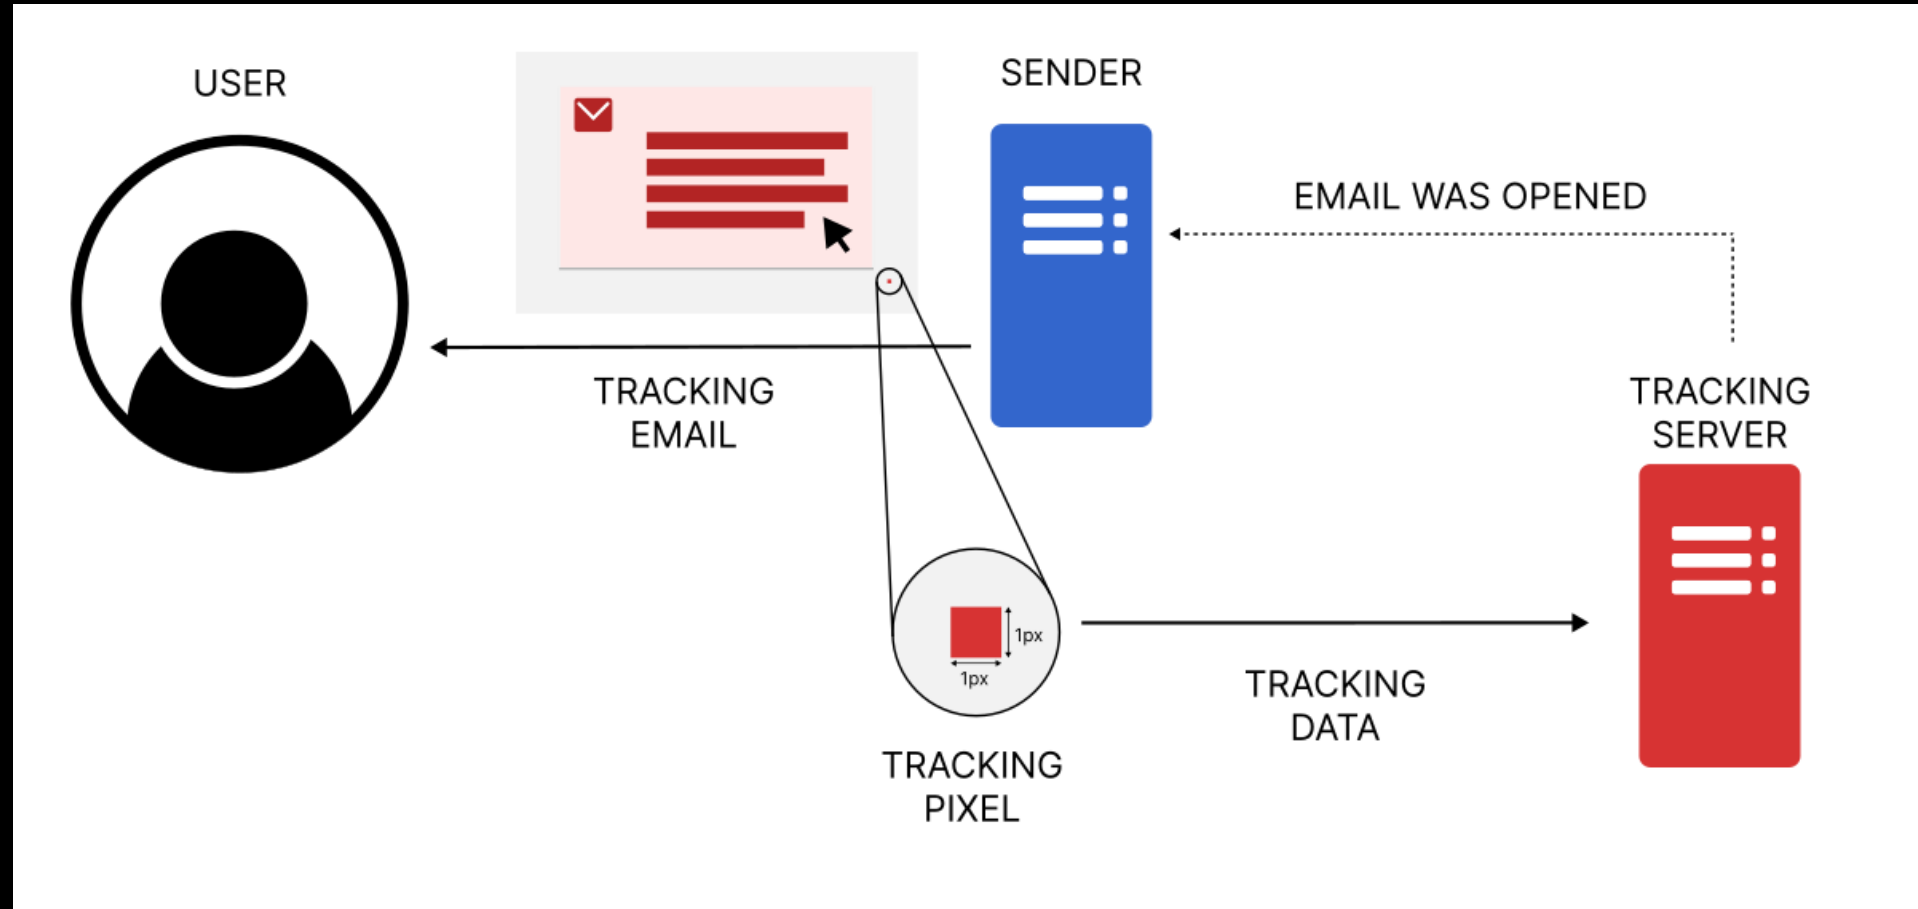 USER
SENDER
EMAIL WAS OPENED
TRACKING
EMAIL
TRACKING
SERVER
1px
1px
TRACKING
DATA
TRACKING
PIXEL